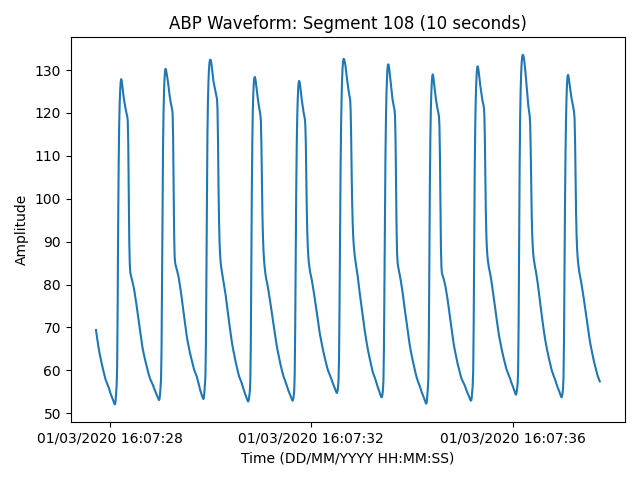 ABP Waveform: Segment 108 (10 seconds)
Amplitude
130
120
110
100
90
80
70
60
50
01/03/2020 16:07:28 01/03/2020 16:07:32 01/03/2020 16:07:36
Time (DD/MM/YYYY HH:MM:SS)